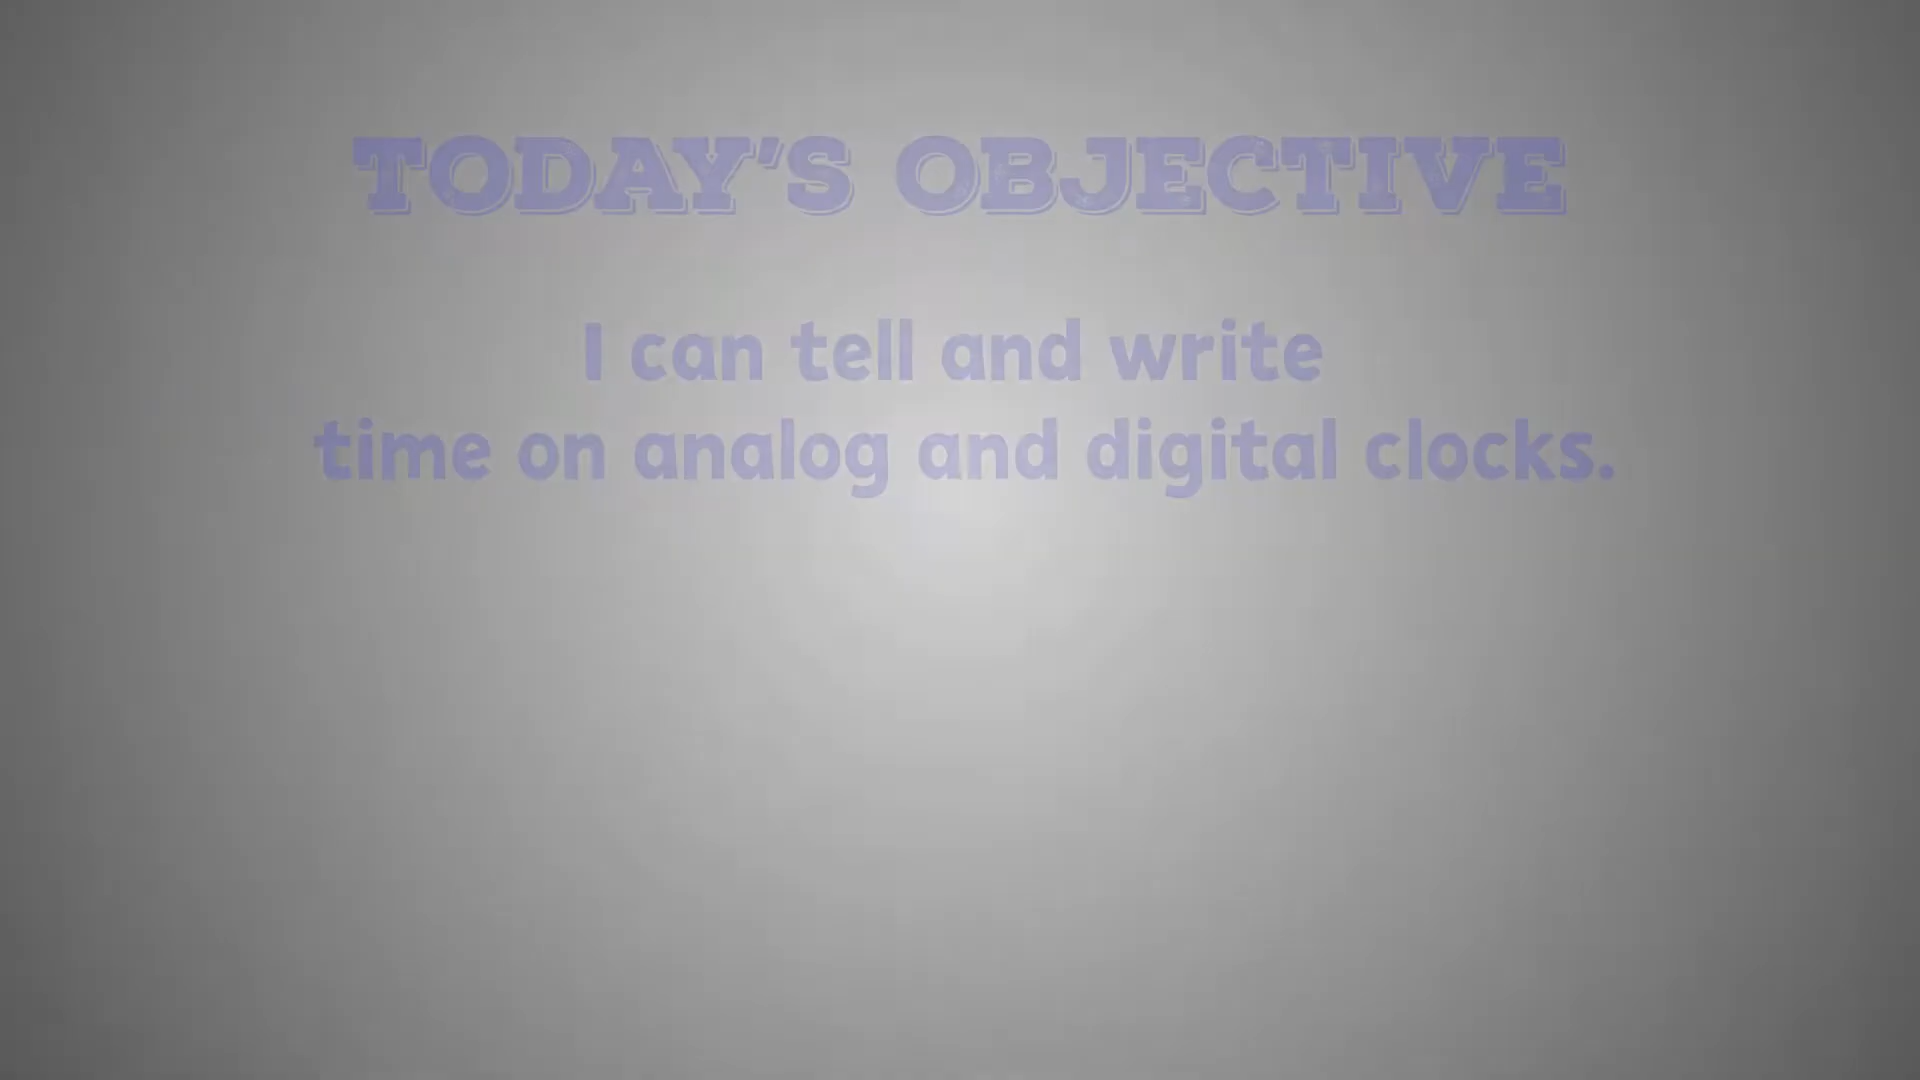 TODAY'S OBJECTIVE
I can tell and write
time on analog and digital clocks.